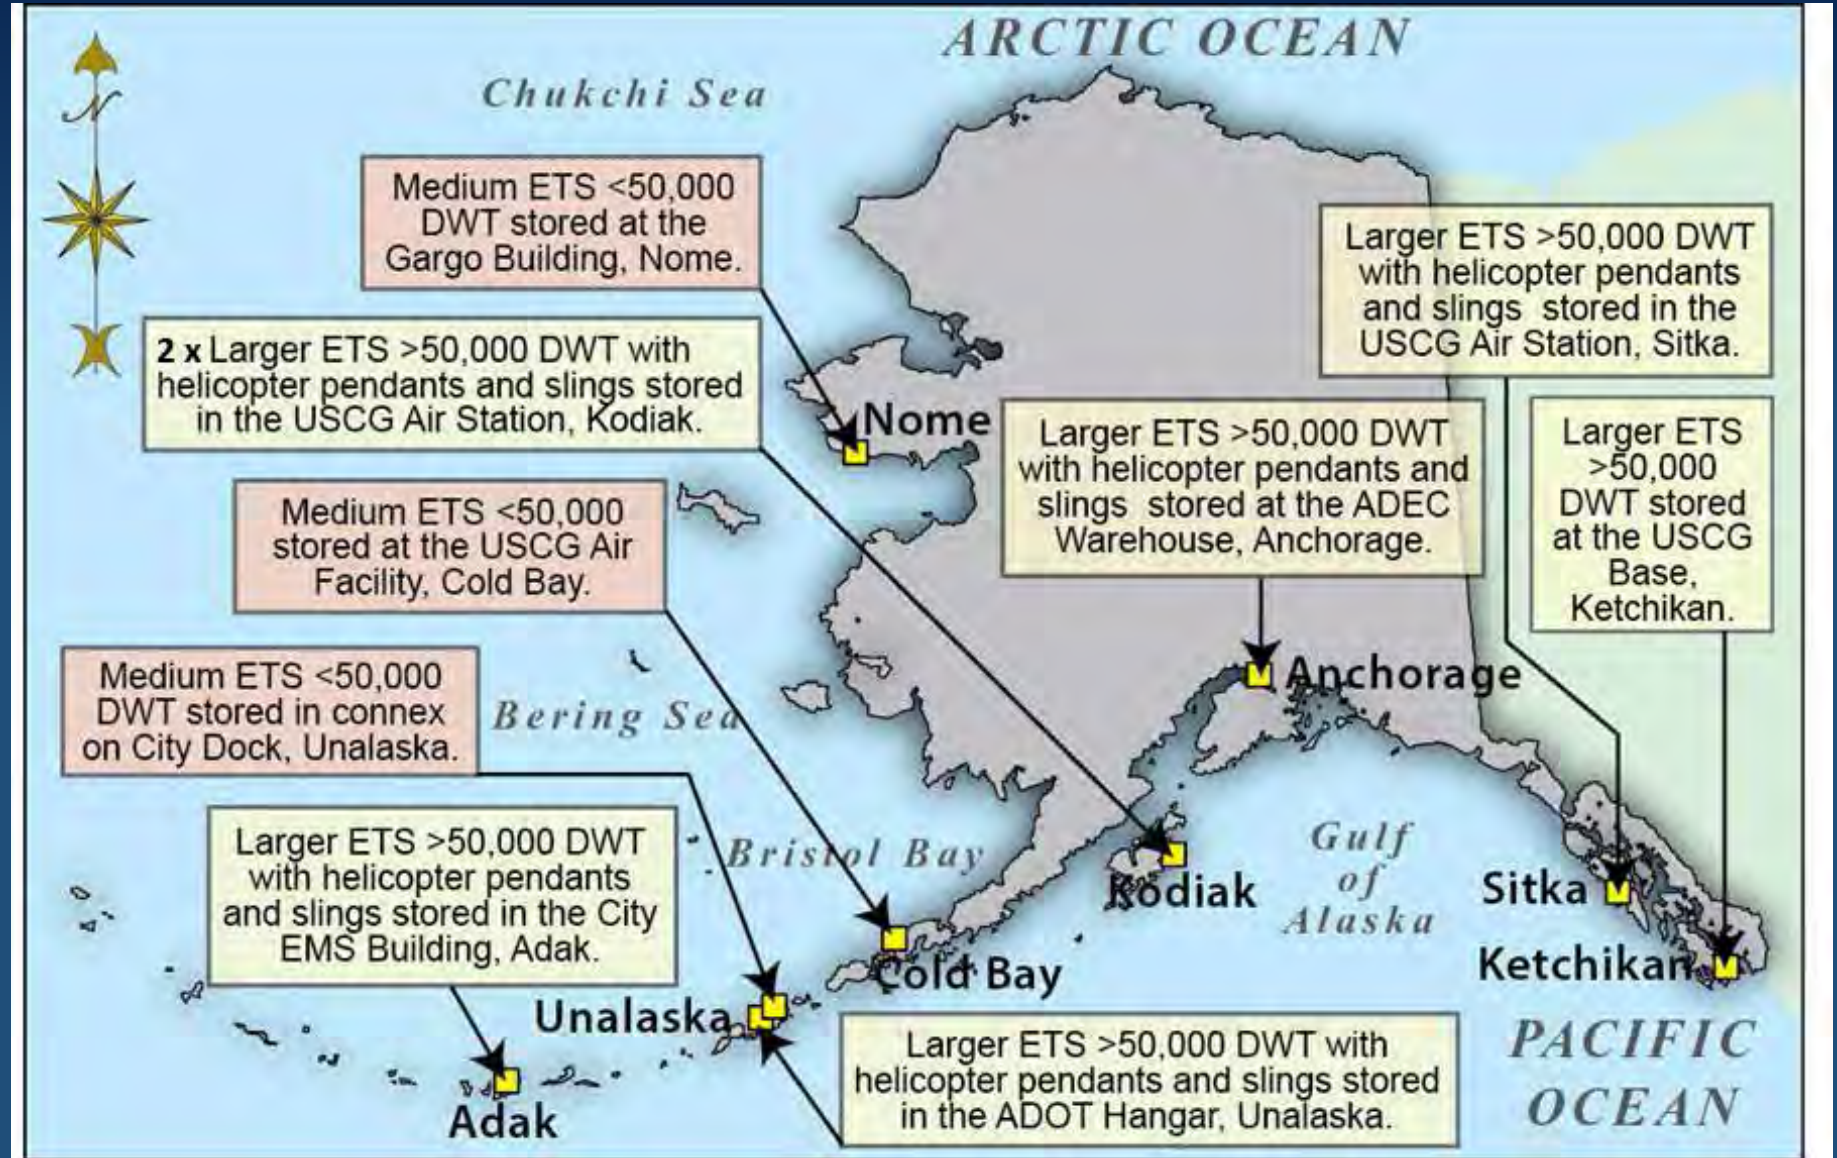 ARCTIC OCEAN
Chukchi Sea
N
Medium ETS <50,000
DWT stored at the
Gargo Building, Nome.
2 x Larger ETS >50,000 DWT with
helicopter pendants and slings stored
in the USCG Air Station, Kodiak.
Medium ETS <50,000
stored at the USCG Air
Facility, Cold Bay.
Medium ETS <50,000
DWT stored in connex
on City Dock, Unalaska.
Larger ETS >50,000 DWT
with helicopter pendants
and slings stored in the City
EMS Building, Adak.
Larger ETS >50,000 DWT
with helicopter pendants and
slings stored at the ADEC
Warehouse, Anchorage.
Larger ETS >50,000 DWT
with helicopter pendants
and slings stored in the
USCG Air Station, Sitka.
Larger ETS
>50,000
DWT stored
at the USCG
Base,
Ketchikan.
Larger ETS >50,000 DWT with
helicopter pendants and slings stored
in the ADOT Hangar, Unalaska.
Nome
Anchorage
Bering Sea
Bristol Bay
Kodiak
Gulf
of
Alaska
Sitka
Ketchikan
Cold Bay
Unalaska
Adak
PACIFIC
OCEAN